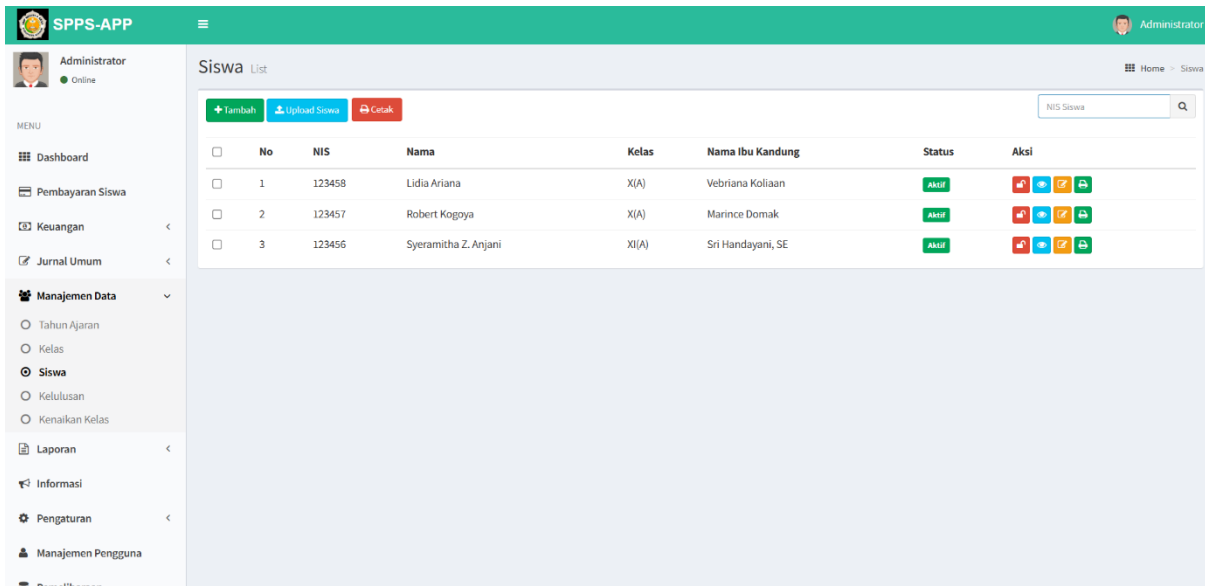 SPPS-APP
Administrator
Administrator
Online
MENU
Dashboard
Pembayaran Siswa
Keuangan
Jurnal Umum
Manajemen Data
Tahun Ajaran
Kelas
Siswa
Kelulusan
Kenaikan Kelas
Laporan
Informasi
Pengaturan
Manajemen Pengguna
Siswa List
Home > Siswa
+Tambah Upload Siswa Cetak
NIS Siswa
No NIS Nama Kelas Nama Ibu Kandung Status Aksi
1 123458 Lidia Ariana X(A) Vebriana Koliaan Aktif
2 123457 Robert Kogoya X(A) Marince Domak Aktif
3 123456 Syeramitha Z. Anjani XI(A) Sri Handayani, SE Aktif